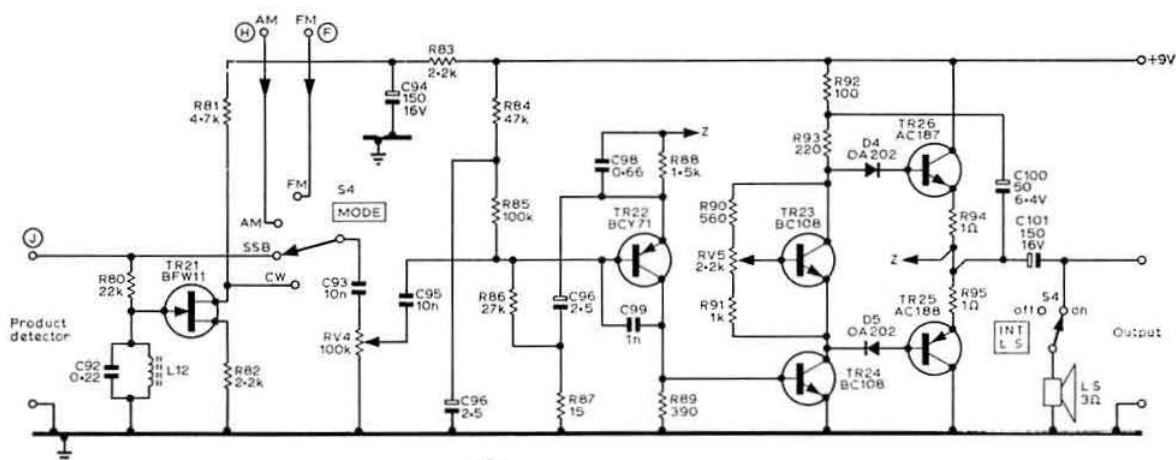 AM FM
H F
R83
2·2k
+9V
C94
150
16V
R81
4·7k
R84
47k
R92
100
TR26
AC187
D4
OA202
R93
220
Z
C98
0·66
R88
1·5k
FM
S4
MODE
AM
R85
100k
R90
560
TR23
BC108
C100
50
6·4V
R94
1Ω
C101
150
16V
TR22
BCY71
J
SSB
TR21
BFW11
R80
22k
CW
C93
10n
C95
10n
R86
27k
C96
2·5
RV5
2·2k
Z
TR25
AC188
R95
1Ω
S4
off on
C99
1n
R91
1k
D5
OA202
INT
LS
Product
detector
RV4
100k
Output
C92
0·22
L12
R82
2·2k
C96
2·5
R87
15
R89
390
TR24
BC108
LS
3Ω